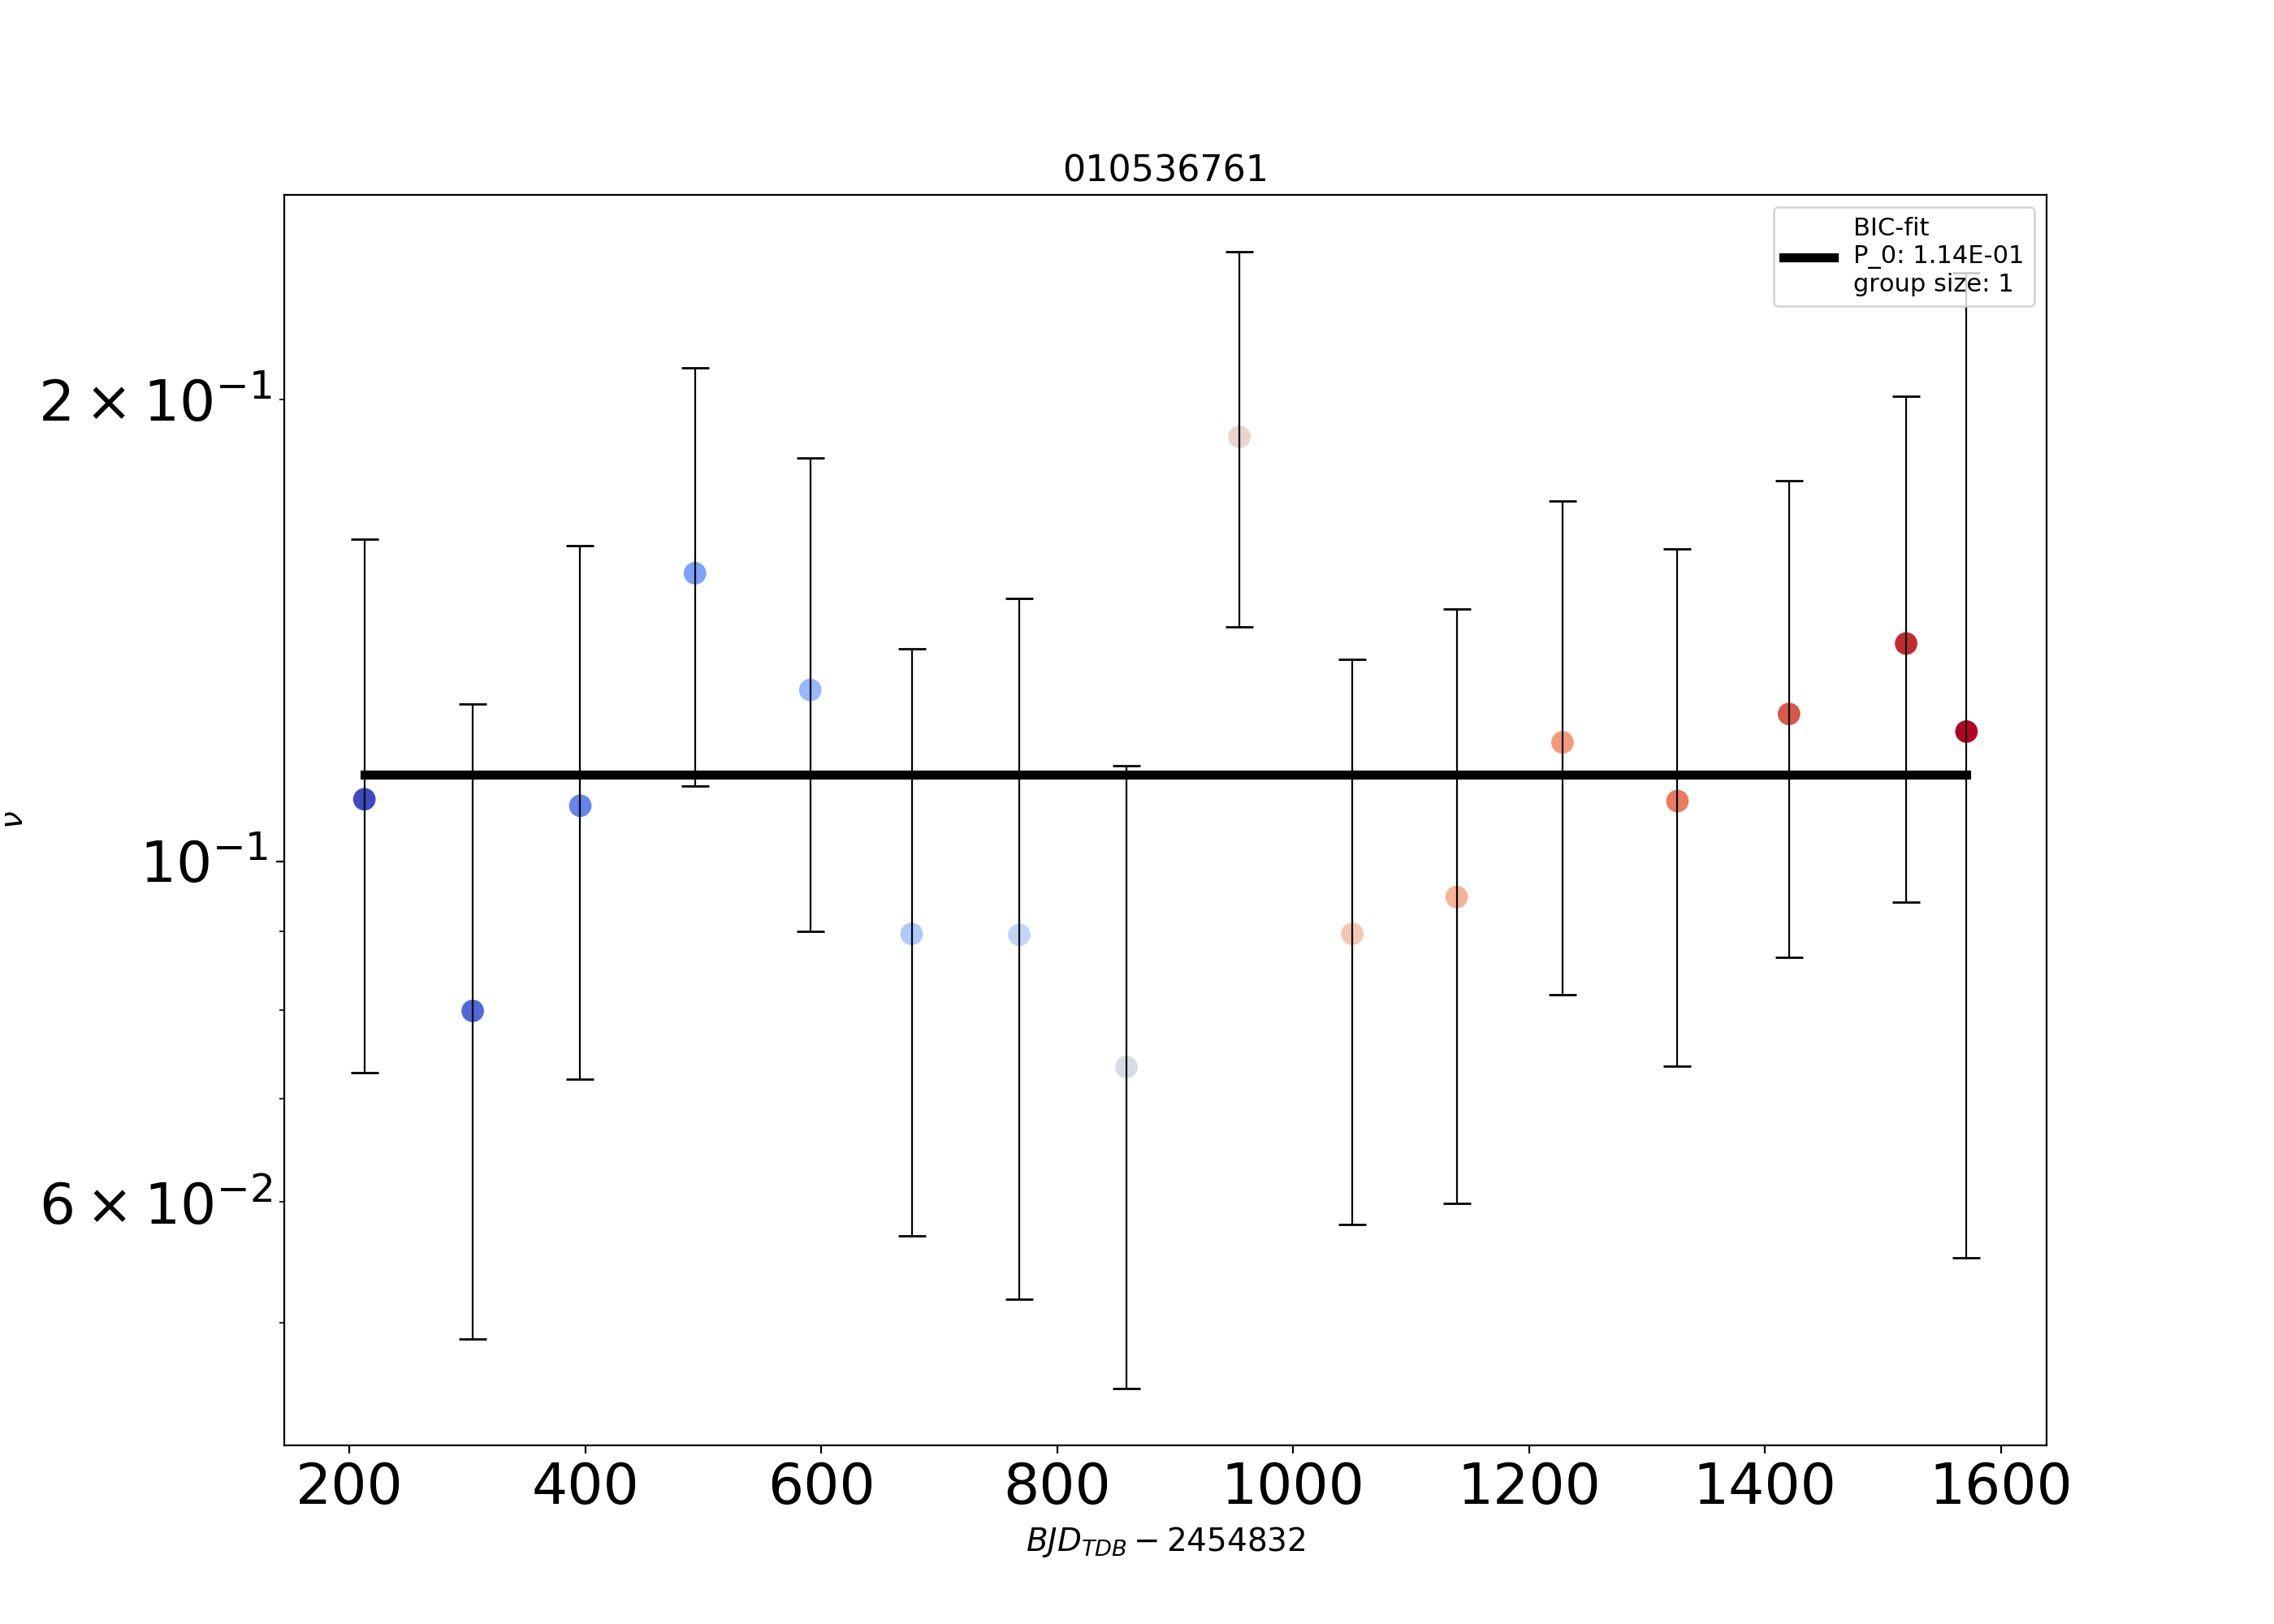 010536761
BIC-fit
P_0: 1.14E-01
group size: 1
2 × 10⁻¹
10⁻¹
6 × 10⁻²
ν
200 400 600 800 1000 1200 1400 1600
BJD_TDB − 2454832